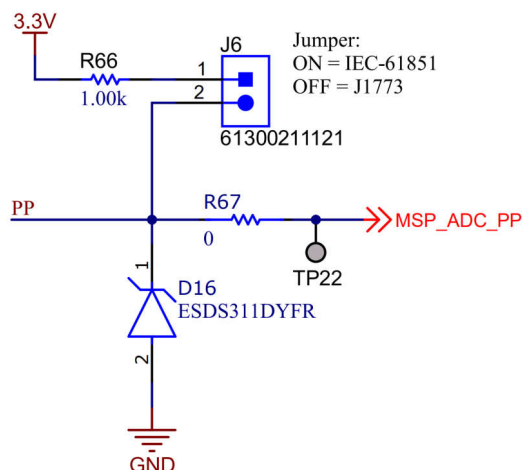 3.3V
R66
1.00k
J6
1
2
61300211121
Jumper:
ON = IEC-61851
OFF = J1773
PP
R67
0
MSP_ADC_PP
TP22
1
D16
ESDS311DYFR
2
GND